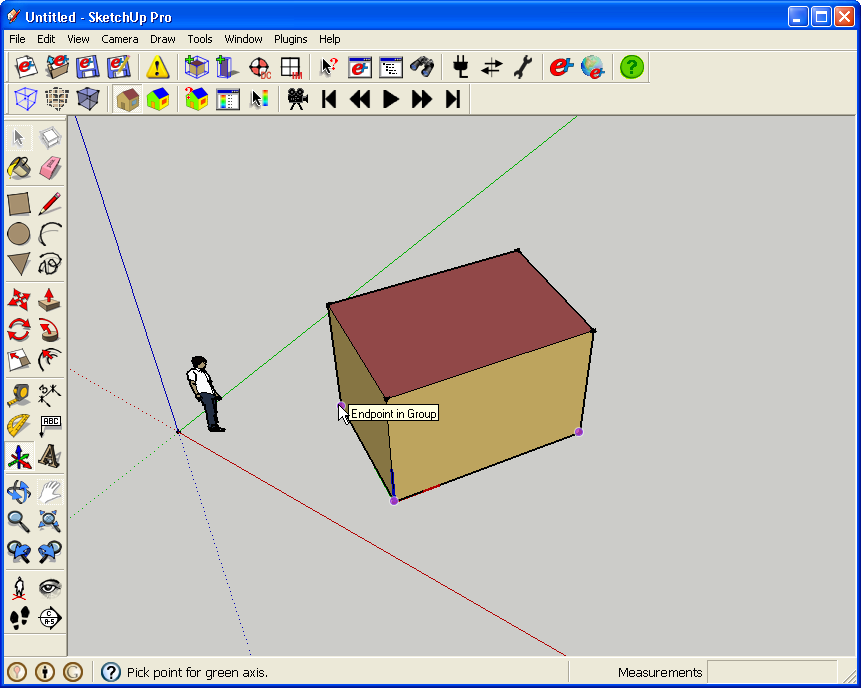 Untitled - SketchUp Pro
File Edit View Camera Draw Tools Window Plugins Help
ABC
Endpoint in Group
Pick point for green axis.
Measurements